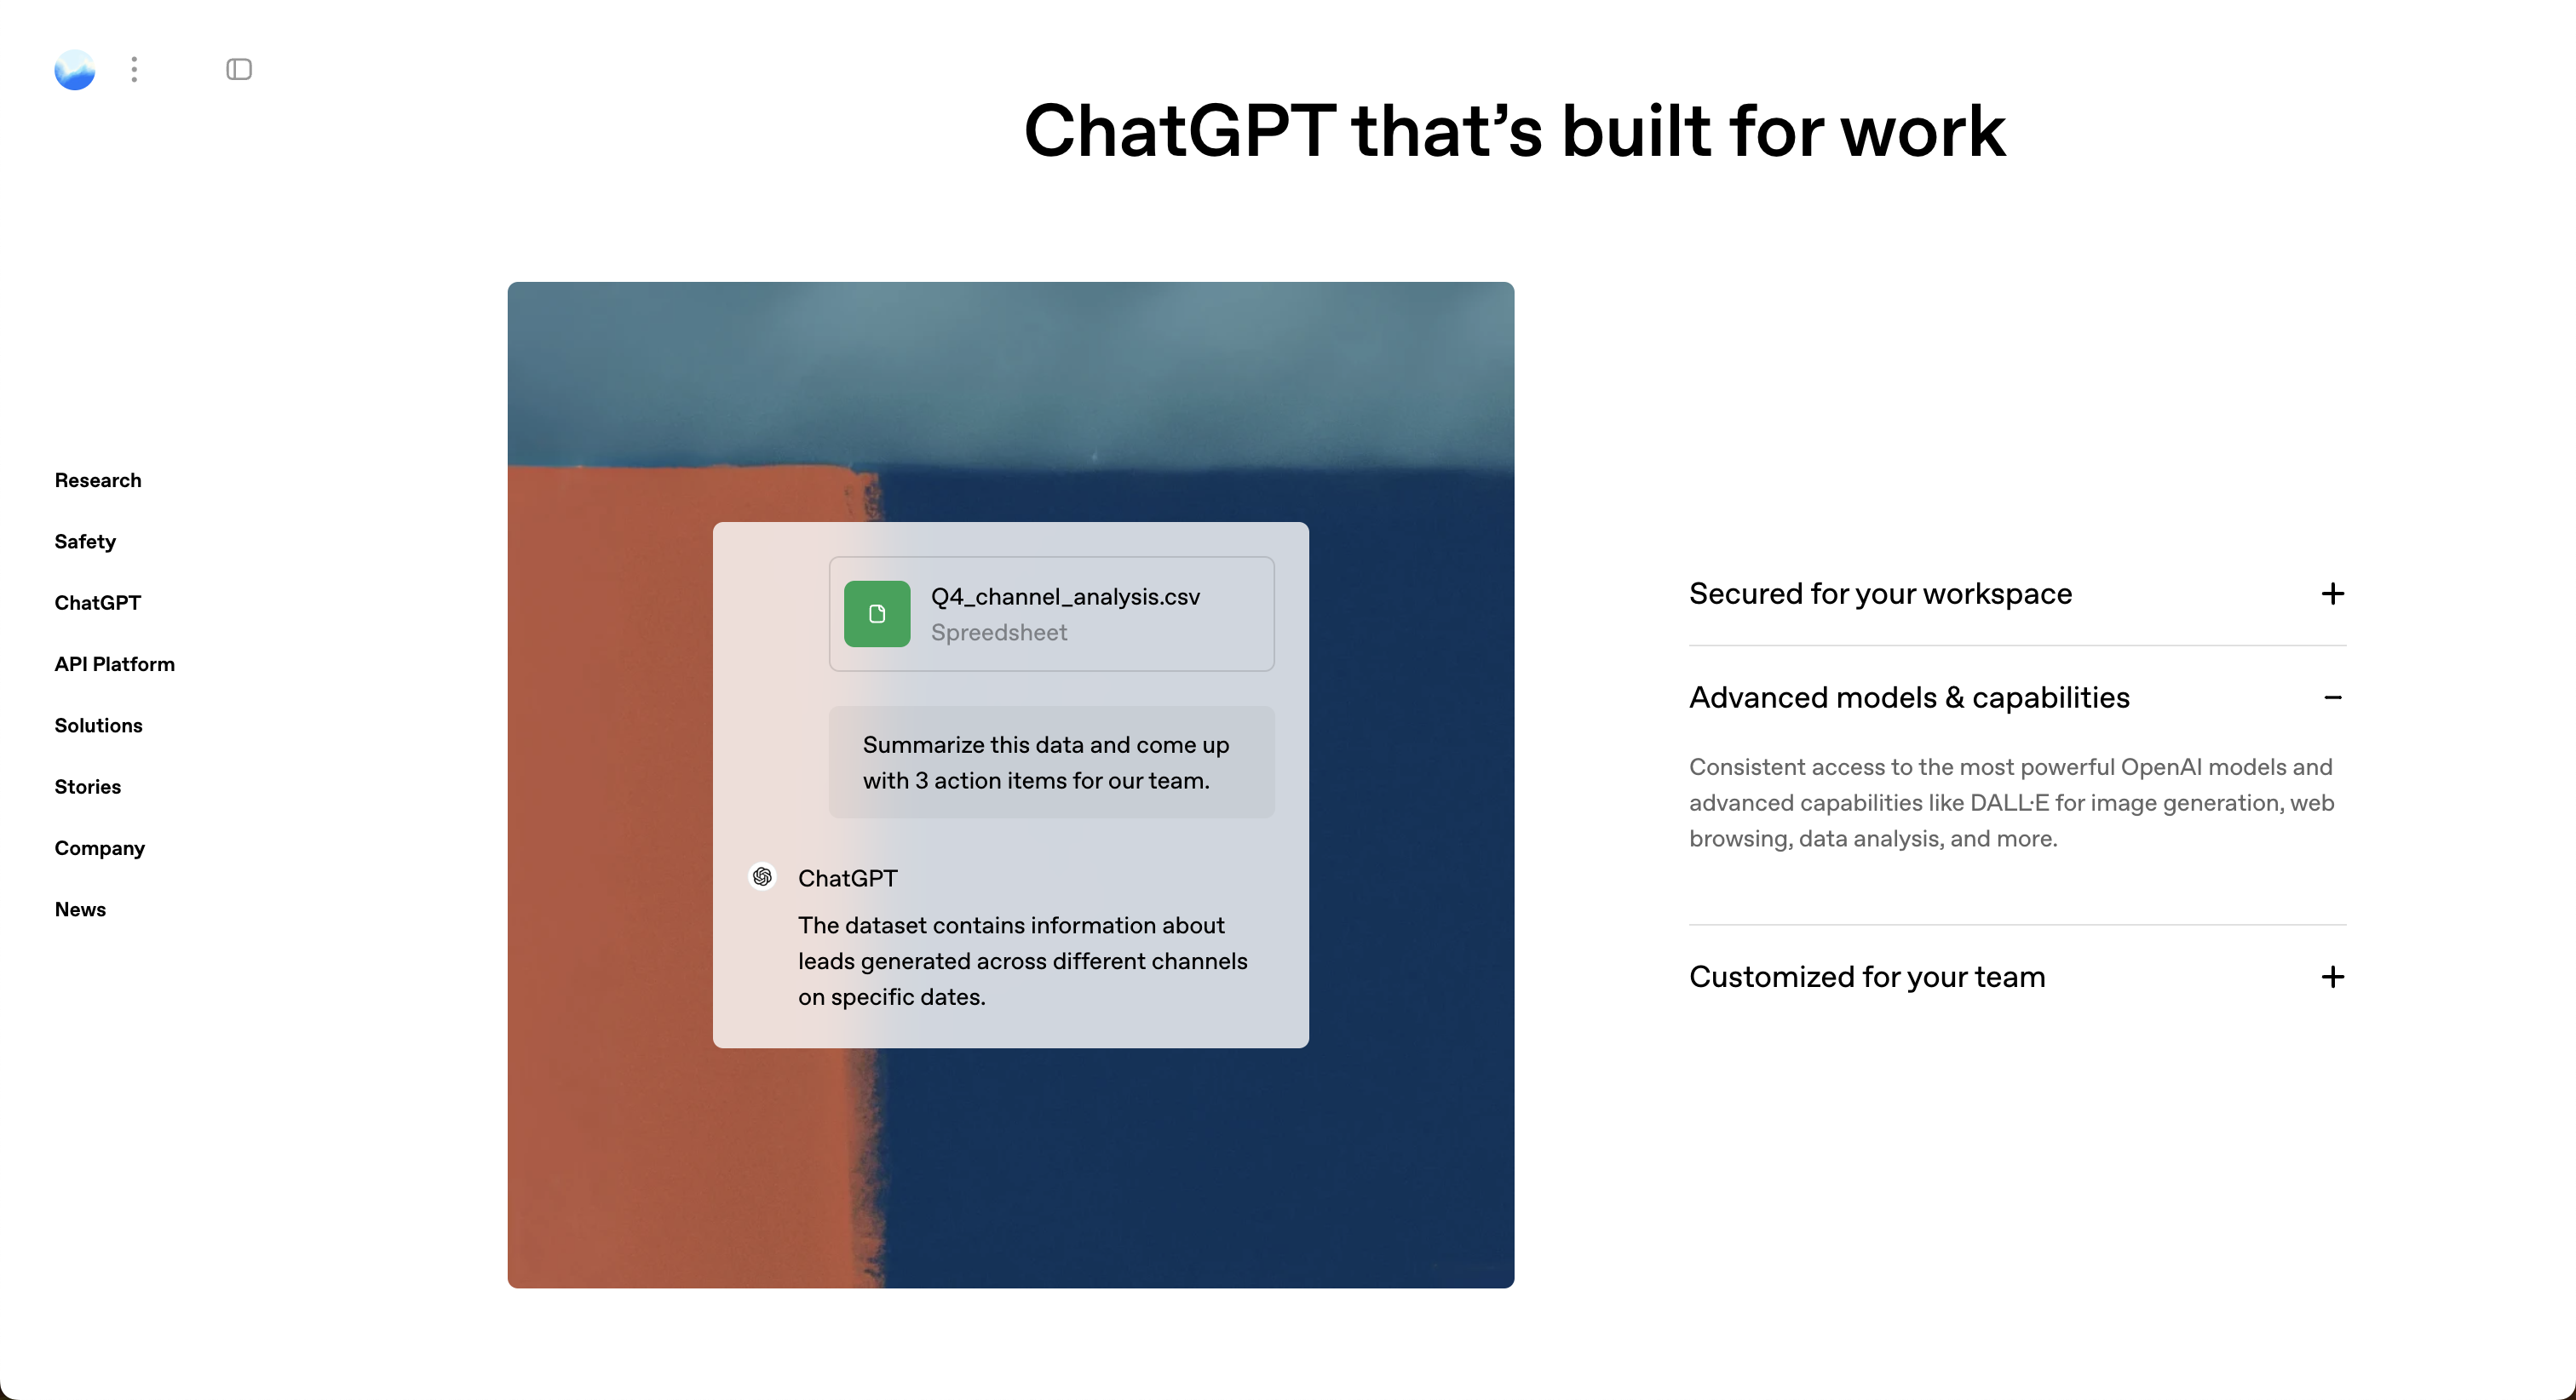 ChatGPT that’s built for work
Research
Safety
ChatGPT
API Platform
Solutions
Stories
Company
News
Q4_channel_analysis.csv
Spreedsheet
Summarize this data and come up
with 3 action items for our team.
ChatGPT
The dataset contains information about
leads generated across different channels
on specific dates.
Secured for your workspace
Advanced models & capabilities
Consistent access to the most powerful OpenAI models and
advanced capabilities like DALL·E for image generation, web
browsing, data analysis, and more.
Customized for your team